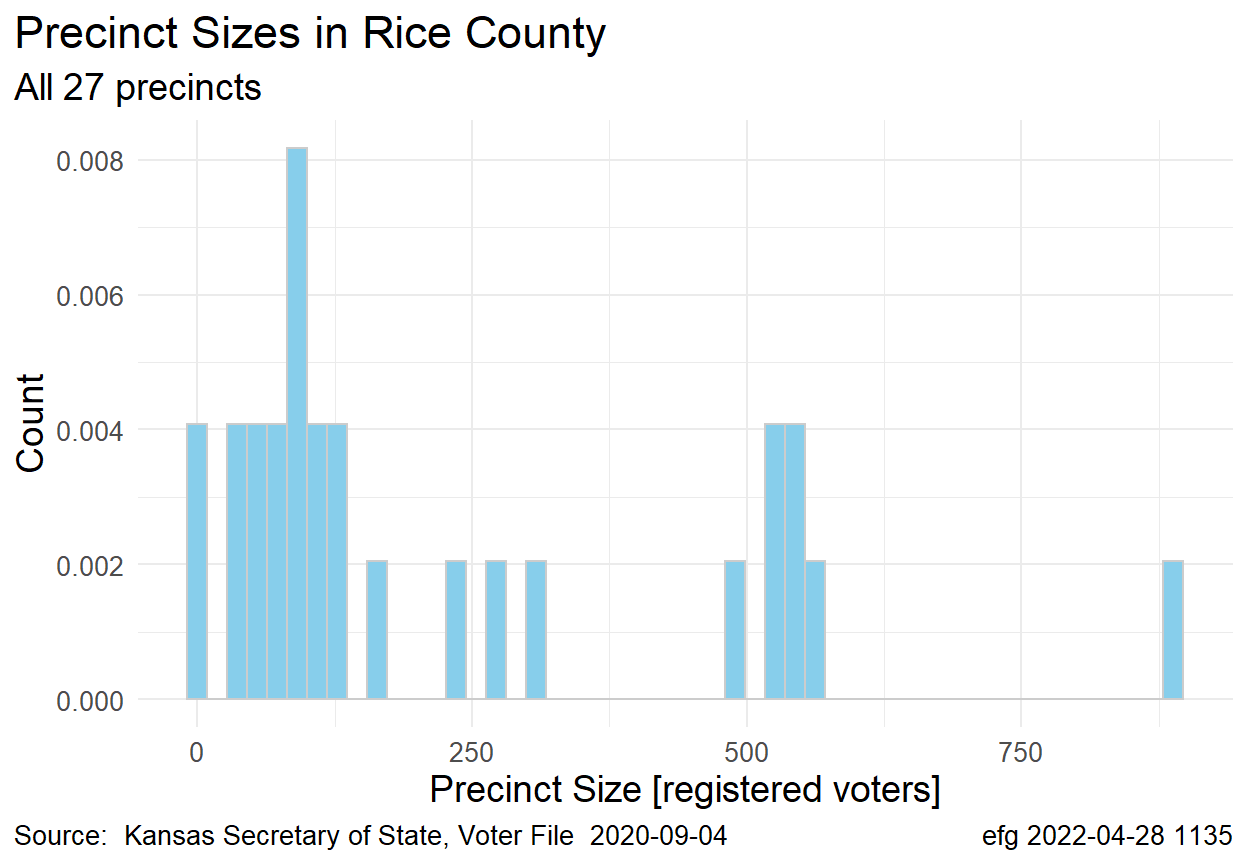 Precinct Sizes in Rice County
All 27 precincts
Count
0.008
0.006
0.004
0.002
0.000
0 250 500 750
Precinct Size [registered voters]
Source:  Kansas Secretary of State, Voter File  2020-09-04 efg 2022-04-28 1135